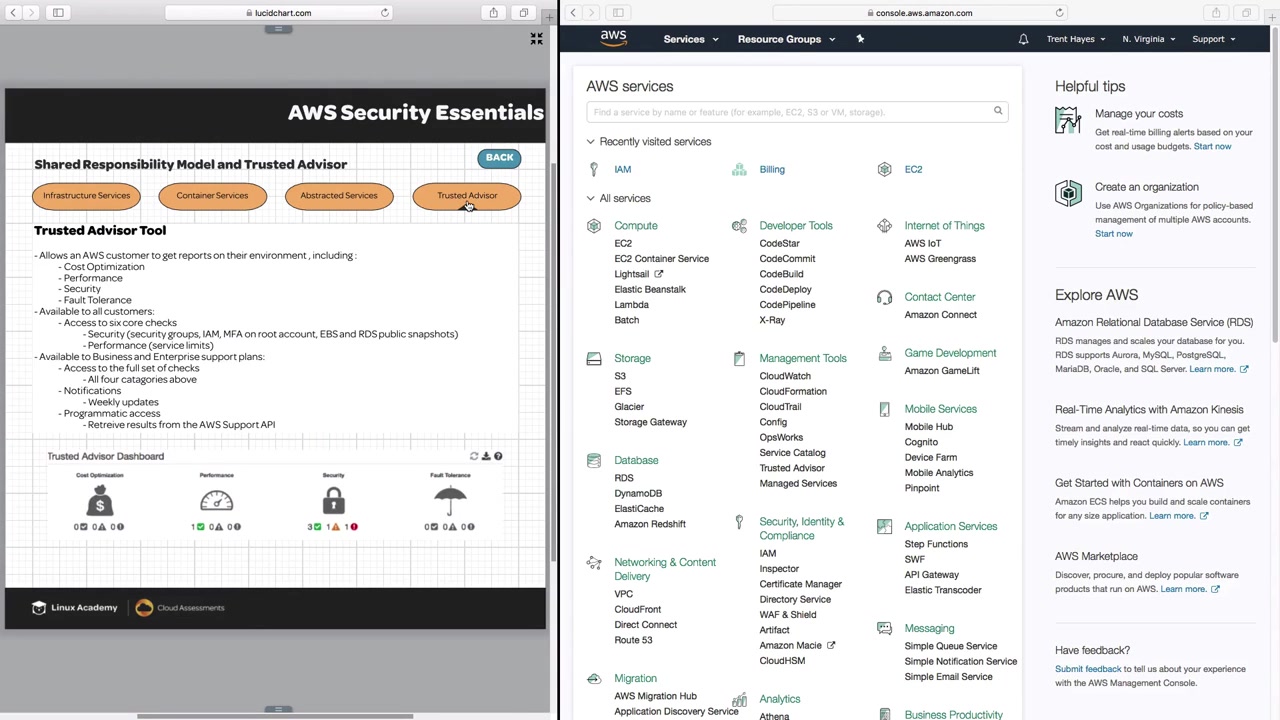 lucidchart.com
AWS Security Essentials
Shared Responsibility Model and Trusted Advisor
BACK
Infrastructure Services
Container Services
Abstracted Services
Trusted Advisor
Trusted Advisor Tool
- Allows an AWS customer to get reports on their environment , including :
- Cost Optimization
- Performance
- Security
- Fault Tolerance
- Available to all customers:
- Access to six core checks
- Security (security groups, IAM, MFA on root account, EBS and RDS public snapshots)
- Performance (service limits)
- Available to Business and Enterprise support plans:
- Access to the full set of checks
- All four catagories above
- Notifications
- Weekly updates
- Programmatic access
- Retreive results from the AWS Support API
Trusted Advisor Dashboard
Cost Optimization
Performance
Security
Fault Tolerance
0 0 0
1 0 0
3 1 1
0 0 0
Linux Academy
Cloud Assessments
console.aws.amazon.com
aws
Services
Resource Groups
Trent Hayes
N. Virginia
Support
AWS services
Find a service by name or feature (for example, EC2, S3 or VM, storage).
Recently visited services
IAM
Billing
EC2
All services
Compute
EC2
EC2 Container Service
Lightsail
Elastic Beanstalk
Lambda
Batch
Storage
S3
EFS
Glacier
Storage Gateway
Database
RDS
DynamoDB
ElastiCache
Amazon Redshift
Networking & Content
Delivery
VPC
CloudFront
Direct Connect
Route 53
Migration
AWS Migration Hub
Application Discovery Service
Developer Tools
CodeStar
CodeCommit
CodeBuild
CodeDeploy
CodePipeline
X-Ray
Management Tools
CloudWatch
CloudFormation
CloudTrail
Config
OpsWorks
Service Catalog
Trusted Advisor
Managed Services
Security, Identity &
Compliance
IAM
Inspector
Certificate Manager
Directory Service
WAF & Shield
Artifact
Amazon Macie
CloudHSM
Analytics
Athena
Internet of Things
AWS IoT
AWS Greengrass
Contact Center
Amazon Connect
Game Development
Amazon GameLift
Mobile Services
Mobile Hub
Cognito
Device Farm
Mobile Analytics
Pinpoint
Application Services
Step Functions
SWF
API Gateway
Elastic Transcoder
Messaging
Simple Queue Service
Simple Notification Service
Simple Email Service
Business Productivity
Helpful tips
Manage your costs
Get real-time billing alerts based on your
cost and usage budgets. Start now
Create an organization
Use AWS Organizations for policy-based
management of multiple AWS accounts.
Start now
Explore AWS
Amazon Relational Database Service (RDS)
RDS manages and scales your database for you.
RDS supports Aurora, MySQL, PostgreSQL,
MariaDB, Oracle, and SQL Server. Learn more.
Real-Time Analytics with Amazon Kinesis
Stream and analyze real-time data, so you can get
timely insights and react quickly. Learn more.
Get Started with Containers on AWS
Amazon ECS helps you build and scale containers
for any size application. Learn more.
AWS Marketplace
Discover, procure, and deploy popular software
products that run on AWS. Learn more.
Have feedback?
Submit feedback to tell us about your experience
with the AWS Management Console.